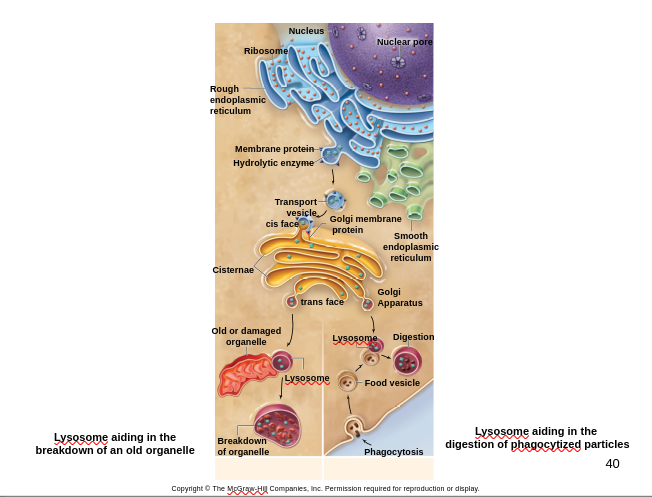 Nucleus
Nuclear pore
Ribosome
Rough
endoplasmic
reticulum
Membrane protein
Hydrolytic enzyme
Transport
vesicle
cis face
Golgi membrane
protein
Smooth
endoplasmic
reticulum
Cisternae
trans face
Golgi
Apparatus
Old or damaged
organelle
Lysosome
Digestion
Lysosome
Food vesicle
Breakdown
of organelle
Phagocytosis
Lysosome aiding in the
breakdown of an old organelle
Lysosome aiding in the
digestion of phagocytized particles
40
Copyright © The McGraw-Hill Companies, Inc. Permission required for reproduction or display.